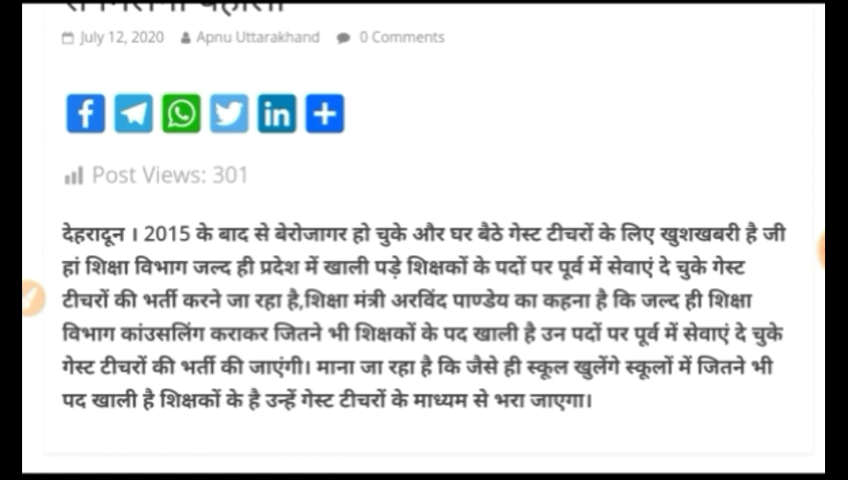 July 12, 2020 Apnu Uttarakhand 0 Comments
Post Views: 301
देहरादून । 2015 के बाद से बेरोजागर हो चुके और घर बैठे गेस्ट टीचरों के लिए खुशखबरी है जी
हां शिक्षा विभाग जल्द ही प्रदेश में खाली पड़े शिक्षकों के पदों पर पूर्व में सेवाएं दे चुके गेस्ट
टीचरों की भर्ती करने जा रहा है,शिक्षा मंत्री अरविंद पाण्डेय का कहना है कि जल्द ही शिक्षा
विभाग कांउसलिंग कराकर जितने भी शिक्षकों के पद खाली है उन पदों पर पूर्व में सेवाएं दे चुके
गेस्ट टीचरों की भर्ती की जाएंगी। माना जा रहा है कि जैसे ही स्कूल खुलेंगे स्कूलों में जितने भी
पद खाली है शिक्षकों के है उन्हें गेस्ट टीचरों के माध्यम से भरा जाएगा।